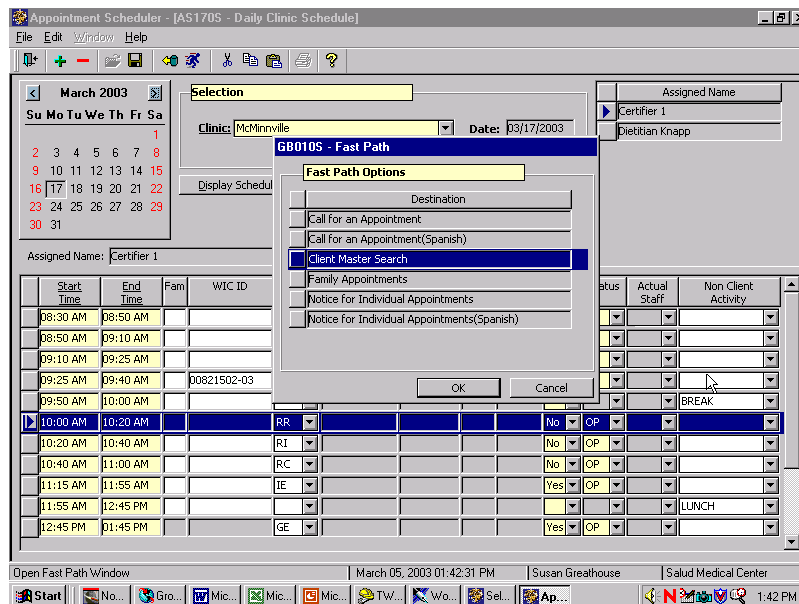 Appointment Scheduler - [AS170S - Daily Clinic Schedule]
File Edit Window Help
March 2003
Su Mo Tu We Th Fr Sa
1
2 3 4 5 6 7 8
9 10 11 12 13 14 15
16 17 18 19 20 21 22
23 24 25 26 27 28 29
30 31
Selection
Clinic: McMinnville Date: 03/17/2003
Display Schedul
Assigned Name
Certifier 1
Dietitian Knapp
Assigned Name: Certifier 1
GB010S - Fast Path
Fast Path Options
Destination
Call for an Appointment
Call for an Appointment(Spanish)
Client Master Search
Family Appointments
Notice for Individual Appointments
Notice for Individual Appointments(Spanish)
OK Cancel
Start Time End Time Fam WIC ID atus Actual Staff Non Client Activity
08:30 AM 08:50 AM
08:50 AM 09:10 AM
09:10 AM 09:25 AM
09:25 AM 09:40 AM 00821502-03
09:50 AM 10:00 AM BREAK
10:00 AM 10:20 AM RR No OP
10:20 AM 10:40 AM RI No OP
10:40 AM 11:00 AM RC No OP
11:15 AM 11:55 AM IE Yes OP
11:55 AM 12:45 PM LUNCH
12:45 PM 01:45 PM GE Yes OP
Open Fast Path Window March 05, 2003 01:42:31 PM Susan Greathouse Salud Medical Center
Start No... Gro... Mic... Mic... Mic... TW... Wo... Sel... Ap... 1:42 PM